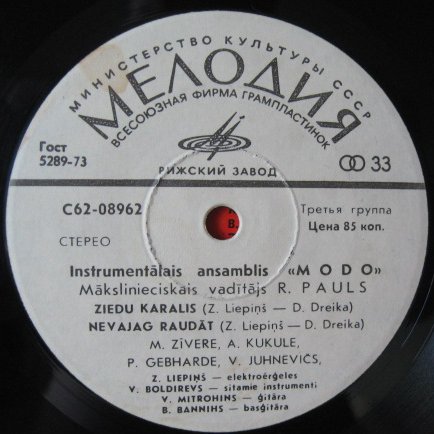 МИНИСТЕРСТВО КУЛЬТУРЫ СССР
МЕЛОДИЯ
ВСЕСОЮЗНАЯ ФИРМА ГРАМПЛАСТИНОК
Гост
5289-73
33
РИЖСКИЙ ЗАВОД
С62-08962
Третья группа
Цена 85 коп.
СТЕРЕО
Instrumentālais ansamblis «MODO»
Mākslinieciskais vadītājs R. PAULS
ZIEDU KARALIS (Z. Liepiņš — D. Dreika)
NEVAJAG RAUDĀT (Z. Liepiņš — D. Dreika)
M. ZĪVERE, A. KUKULE,
P. GEBHARDE, V. JUHNEVIČS,
Z. LIEPIŅŠ — elektroērģeles
V. BOLDIREVS — sitamie instrumenti
V. MITROHINS — ģitāra
B. BANNIHS — basģitāra